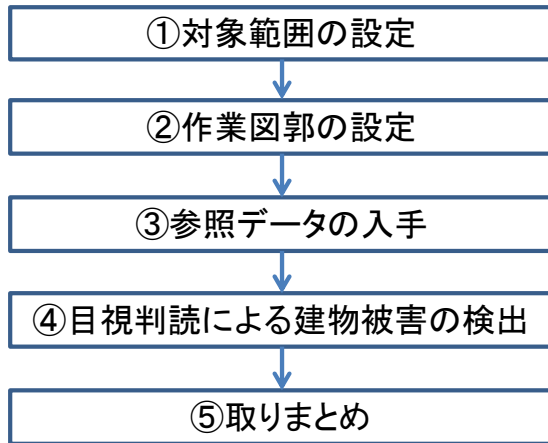 ①対象範囲の設定
②作業図郭の設定
③参照データの入手
④目視判読による建物被害の検出
⑤取りまとめ